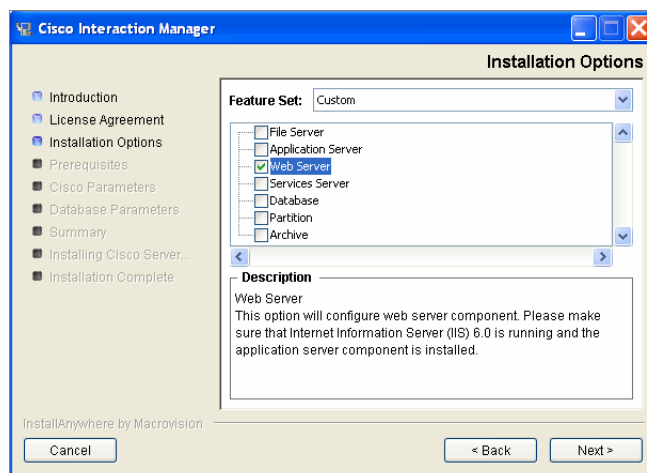 Cisco Interaction Manager
Installation Options
Introduction
License Agreement
Installation Options
Prerequisites
Cisco Parameters
Database Parameters
Summary
Installing Cisco Server...
Installation Complete
Feature Set: Custom
File Server
Application Server
Web Server
Services Server
Database
Partition
Archive
Description
Web Server
This option will configure web server component. Please make
sure that Internet Information Server (IIS) 6.0 is running and the
application server component is installed.
InstallAnywhere by Macrovision
Cancel
< Back
Next >